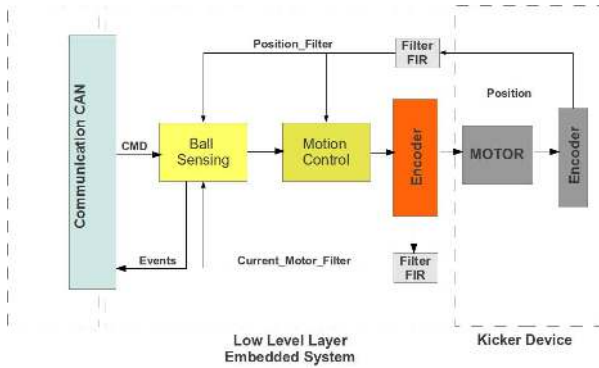 Position_Filter
Filter
FIR
Position
Communication CAN
CMD
Ball
Sensing
Motion
Control
Encoder
MOTOR
Encoder
Events
Current_Motor_Filter
Filter
FIR
Low Level Layer
Embedded System
Kicker Device